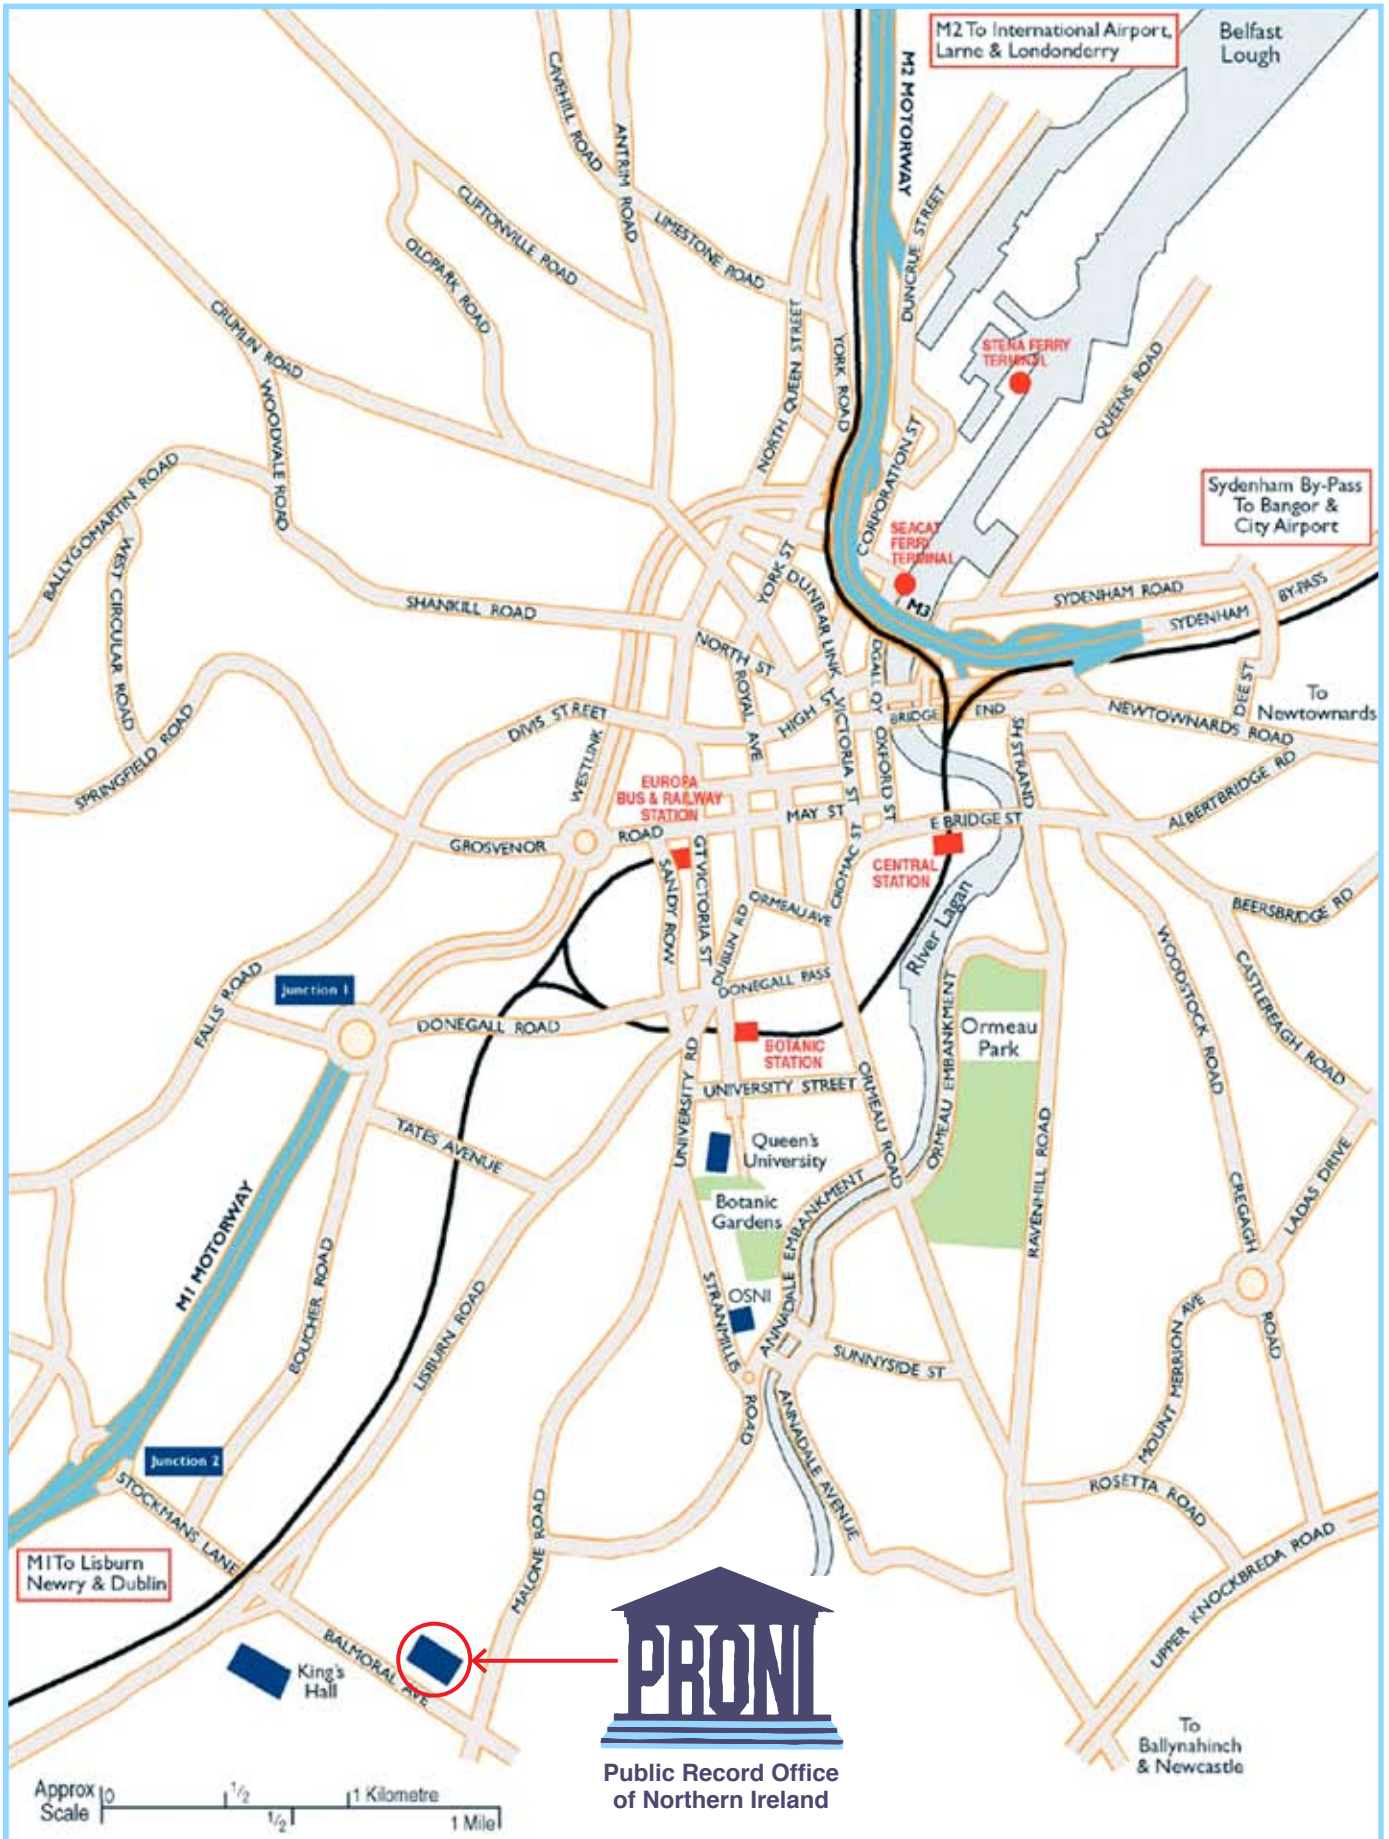 M2 To International Airport,
Larne & Londonderry
Belfast
Lough
M2 MOTORWAY
CAVEHILL ROAD
ANTRIM ROAD
LIMESTONE ROAD
CLIFTONVILLE ROAD
OLDPARK ROAD
DUNCRUE STREET
CRUMLIN ROAD
WOODVALE ROAD
NORTH QUEEN STREET
YORK ROAD
STENA FERRY
TERMINAL
QUEENS ROAD
BALLYGOMARTIN ROAD
WEST CIRCULAR ROAD
CORPORATION ST
SEACAT
FERRY
TERMINAL
M3
Sydenham By-Pass
To Bangor &
City Airport
SYDENHAM ROAD
SYDENHAM
BY-PASS
SHANKILL ROAD
YORK ST
DUNBAR LINK
NORTH ST
ROYAL AVE
HIGH S
VICTORIA ST
DGALL QY
OXFORD ST
BRIDGE
END
DEE ST
To
Newtownards
NEWTOWNARDS ROAD
SPRINGFIELD ROAD
DIVIS STREET
WESTLINK
SHSTRAND
ALBERTBRIDGE RD
EUROPA
BUS & RAILWAY
STATION
MAY ST
E BRIDGE ST
GROSVENOR
ROAD
CROMAC ST
CENTRAL
STATION
SANDY ROW
GT VICTORIA ST
DUBLIN RD
ORMEAU AVE
River Lagan
BEERSBRIDGE RD
WOODSTOCK ROAD
CASTLEREAGH ROAD
DONEGALL PASS
FALLS ROAD
Junction 1
DONEGALL ROAD
BOTANIC
STATION
ORMEAU EMBANKMENT
Ormeau
Park
UNIVERSITY RD
UNIVERSITY STREET
ORMEAU ROAD
TATES AVENUE
Queen's
University
Botanic
Gardens
ANNADALE EMBANKMENT
RAVENHILL ROAD
CREGAGH
ROAD
LADAS DRIVE
M1 MOTORWAY
BOUCHER ROAD
LISBURN ROAD
STRANMILLIS
ROAD
OSNI
SUNNYSIDE ST
ANNADALE AVENUE
MOUNT MERRION AVE
Junction 2
STOCKMANS LANE
MALONE ROAD
ROSETTA ROAD
UPPER KNOCKBREDA ROAD
M1To Lisburn
Newry & Dublin
King's
Hall
BALMORAL AVE
PRONI
Public Record Office
of Northern Ireland
To
Ballynahinch
& Newcastle
Approx
Scale
0
1/2
1 Kilometre
1/2
1 Mile